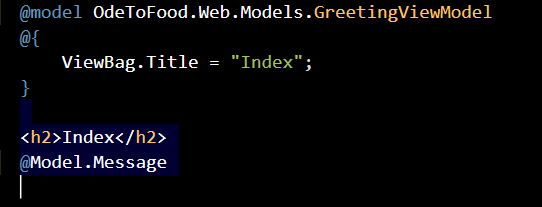 @model OdeToFood.Web.Models.GreetingViewModel
@{
    ViewBag.Title = "Index";
}

<h2>Index</h2>
@Model.Message